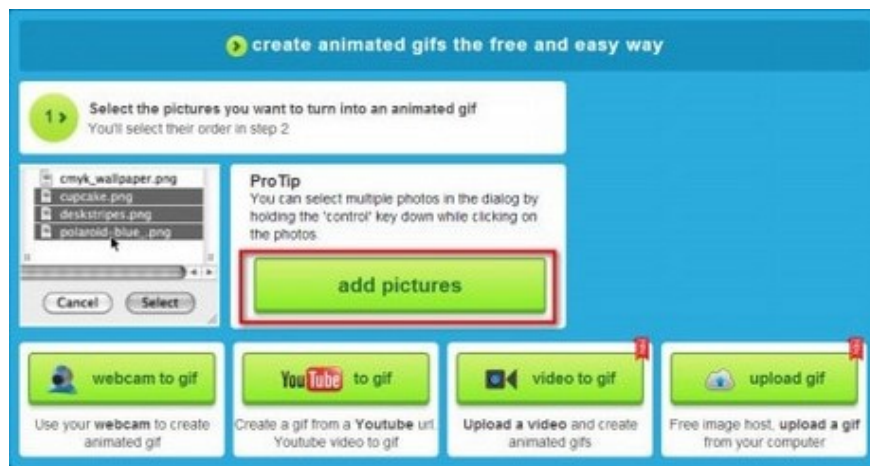 create animated gifs the free and easy way
1
Select the pictures you want to turn into an animated gif
You'll select their order in step 2
cmyk_wallpaper.png
cupcake.png
deskstripes.png
polaroid-blue_.png
Cancel
Select
ProTip
You can select multiple photos in the dialog by
holding the 'control' key down while clicking on
the photos
add pictures
webcam to gif
Use your webcam to create
animated gif
YouTube to gif
Create a gif from a Youtube url.
Youtube video to gif
video to gif
Upload a video and create
animated gifs
upload gif
Free image host, upload a gif
from your computer